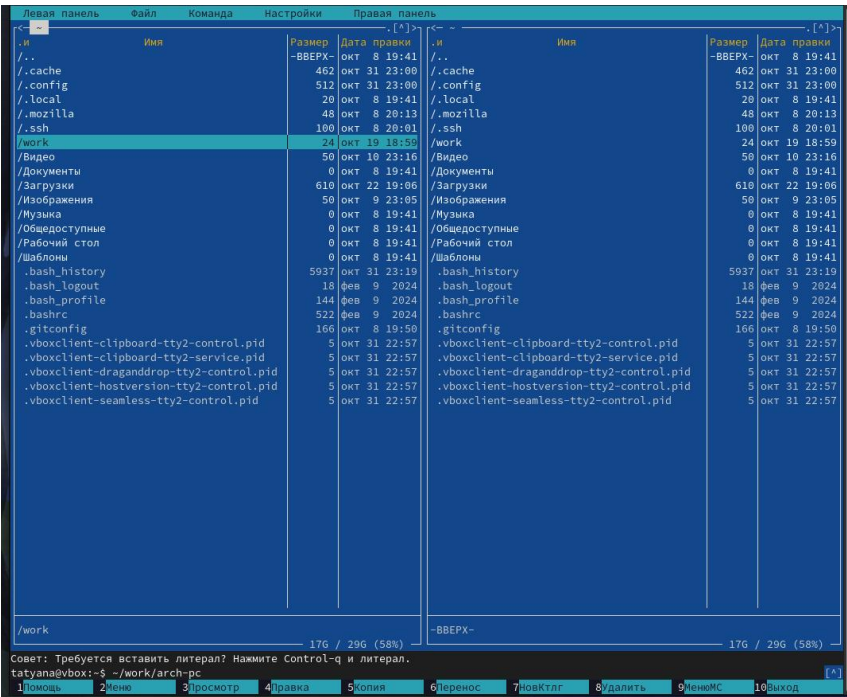 Левая панель Файл Команда Настройки Правая панель
<─ ~ ─.[^]>┐┌<─ ~ ─.[^]>
.и Имя Размер Дата правки .и Имя Размер Дата правки
/.. -ВВЕРХ- окт 8 19:41 /.. -ВВЕРХ- окт 8 19:41
/.cache 462 окт 31 23:00 /.cache 462 окт 31 23:00
/.config 512 окт 31 23:00 /.config 512 окт 31 23:00
/.local 20 окт 8 19:41 /.local 20 окт 8 19:41
/.mozilla 48 окт 8 20:13 /.mozilla 48 окт 8 20:13
/.ssh 100 окт 8 20:01 /.ssh 100 окт 8 20:01
/work 24 окт 19 18:59 /work 24 окт 19 18:59
/Видео 50 окт 10 23:16 /Видео 50 окт 10 23:16
/Документы 0 окт 8 19:41 /Документы 0 окт 8 19:41
/Загрузки 610 окт 22 19:06 /Загрузки 610 окт 22 19:06
/Изображения 50 окт 9 23:05 /Изображения 50 окт 9 23:05
/Музыка 0 окт 8 19:41 /Музыка 0 окт 8 19:41
/Общедоступные 0 окт 8 19:41 /Общедоступные 0 окт 8 19:41
/Рабочий стол 0 окт 8 19:41 /Рабочий стол 0 окт 8 19:41
/Шаблоны 0 окт 8 19:41 /Шаблоны 0 окт 8 19:41
.bash_history 5937 окт 31 23:19 .bash_history 5937 окт 31 23:19
.bash_logout 18 фев 9 2024 .bash_logout 18 фев 9 2024
.bash_profile 144 фев 9 2024 .bash_profile 144 фев 9 2024
.bashrc 522 фев 9 2024 .bashrc 522 фев 9 2024
.gitconfig 166 окт 8 19:50 .gitconfig 166 окт 8 19:50
.vboxclient-clipboard-tty2-control.pid 5 окт 31 22:57 .vboxclient-clipboard-tty2-control.pid 5 окт 31 22:57
.vboxclient-clipboard-tty2-service.pid 5 окт 31 22:57 .vboxclient-clipboard-tty2-service.pid 5 окт 31 22:57
.vboxclient-draganddrop-tty2-control.pid 5 окт 31 22:57 .vboxclient-draganddrop-tty2-control.pid 5 окт 31 22:57
.vboxclient-hostversion-tty2-control.pid 5 окт 31 22:57 .vboxclient-hostversion-tty2-control.pid 5 окт 31 22:57
.vboxclient-seamless-tty2-control.pid 5 окт 31 22:57 .vboxclient-seamless-tty2-control.pid 5 окт 31 22:57
/work -ВВЕРХ-
17G / 29G (58%) 17G / 29G (58%)
Совет: Требуется вставить литерал? Нажмите Control-q и литерал.
tatyana@vbox:~$ ~/work/arch-pc [^]
1Помощь 2Меню 3Просмотр 4Правка 5Копия 6Перенос 7НовКтлг 8Удалить 9МенюMC 10Выход